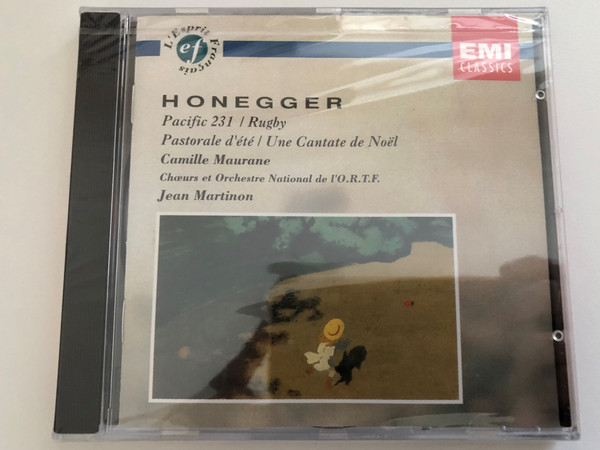 L'Esprit Français
ef
EMI
CLASSICS
HONEGGER
Pacific 231 / Rugby
Pastorale d'été / Une Cantate de Noël
Camille Maurane
Chœurs et Orchestre National de l'O.R.T.F.
Jean Martinon